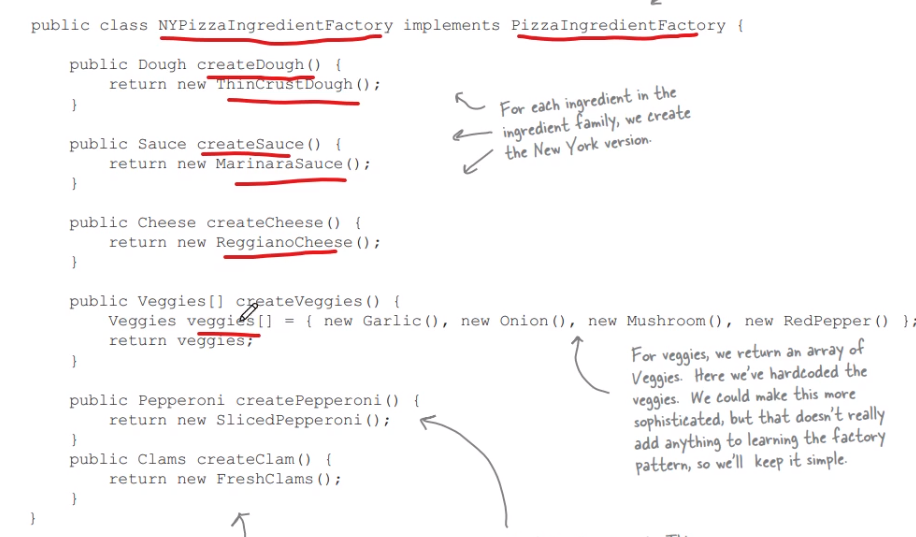 public class NYPizzaIngredientFactory implements PizzaIngredientFactory {
public Dough createDough() {
return new ThinCrustDough();
}
For each ingredient in the
ingredient family, we create
the New York version.
public Sauce createSauce() {
return new MarinaraSauce();
}
public Cheese createCheese() {
return new ReggianoCheese();
}
public Veggies[] createVeggies() {
Veggies veggies[] = { new Garlic(), new Onion(), new Mushroom(), new RedPepper() };
return veggies;
}
For veggies, we return an array of
Veggies. Here we've hardcoded the
veggies. We could make this more
sophisticated, but that doesn't really
add anything to learning the factory
pattern, so we'll keep it simple.
public Pepperoni createPepperoni() {
return new SlicedPepperoni();
}
public Clams createClam() {
return new FreshClams();
}
}